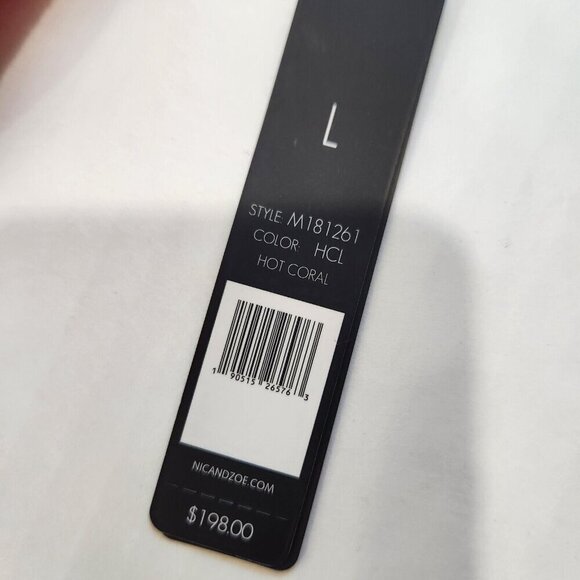 L
STYLE: M181261
COLOR: HCL
HOT CORAL
1 90515 26576 3
NICANDZOE.COM
$198.00